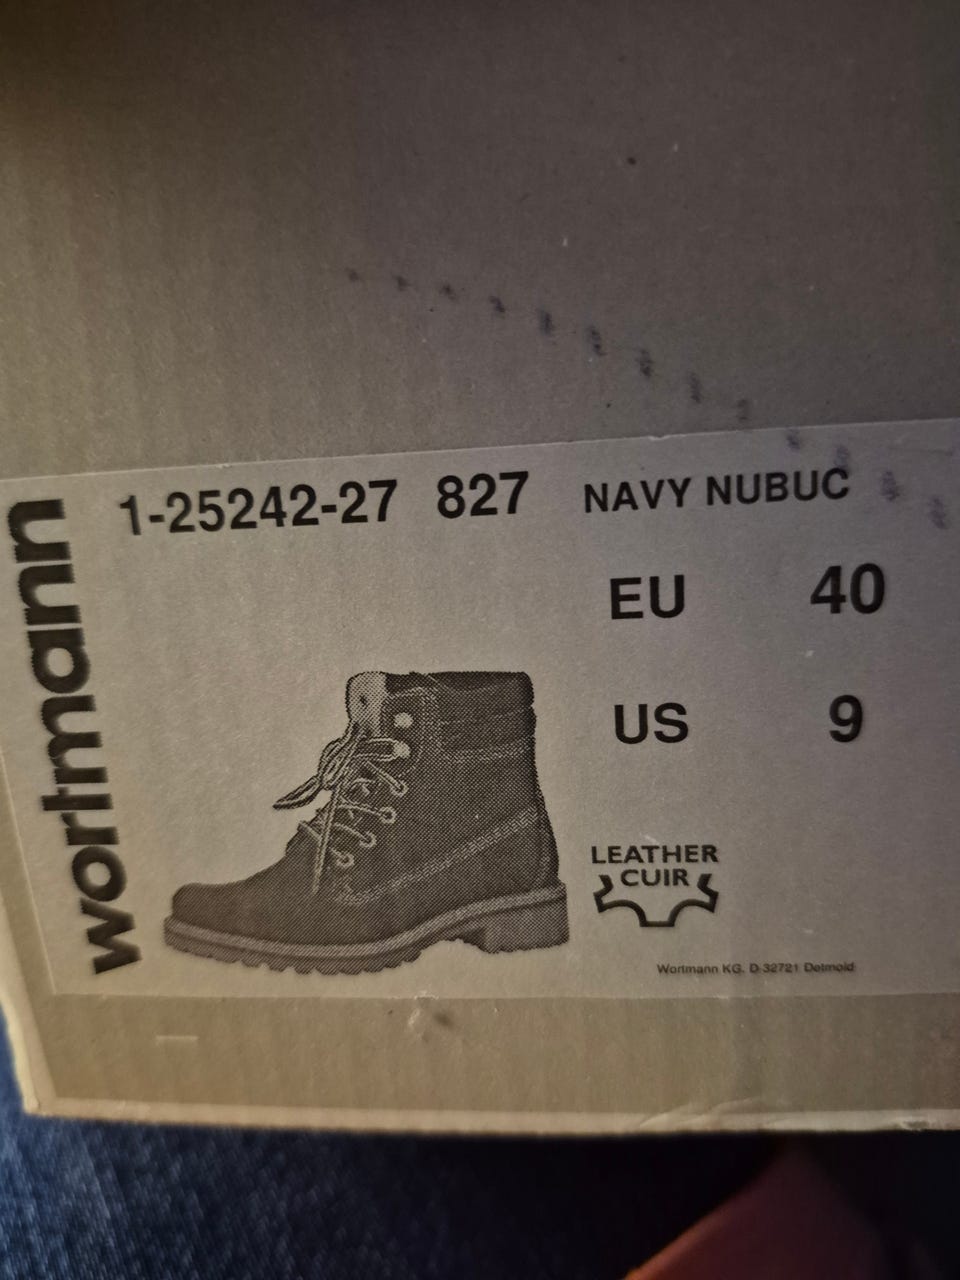 wortmann
1-25242-27 827 NAVY NUBUC
EU 40
US 9
LEATHER
CUIR
Wortmann KG. D-32721 Detmold